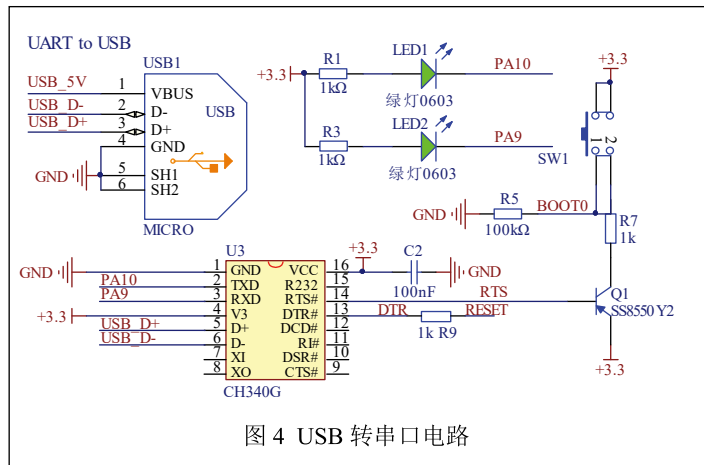 UART to USB
USB1
USB_5V 1 VBUS
USB
USB_D- 2 D-
USB_D+ 3 D+
4 GND
GND 5 SH1
6 SH2
MICRO
+3.3 R1 1kΩ LED1 绿灯0603 PA10
R3 1kΩ LED2 绿灯0603 PA9
+3.3
1 2
SW1
GND R5 100kΩ BOOT0
R7
1k
U3
GND 1 GND VCC 16 +3.3 C2 100nF GND
PA10 2 TXD R232 15
PA9 3 RXD RTS# 14 RTS
+3.3 4 V3 DTR# 13 DTR 1k R9 RESET
USB_D+ 5 D+ DCD# 12
USB_D- 6 D- RI# 11
7 XI DSR# 10
8 XO CTS# 9
CH340G
Q1
SS8550 Y2
+3.3
图 4 USB 转串口电路